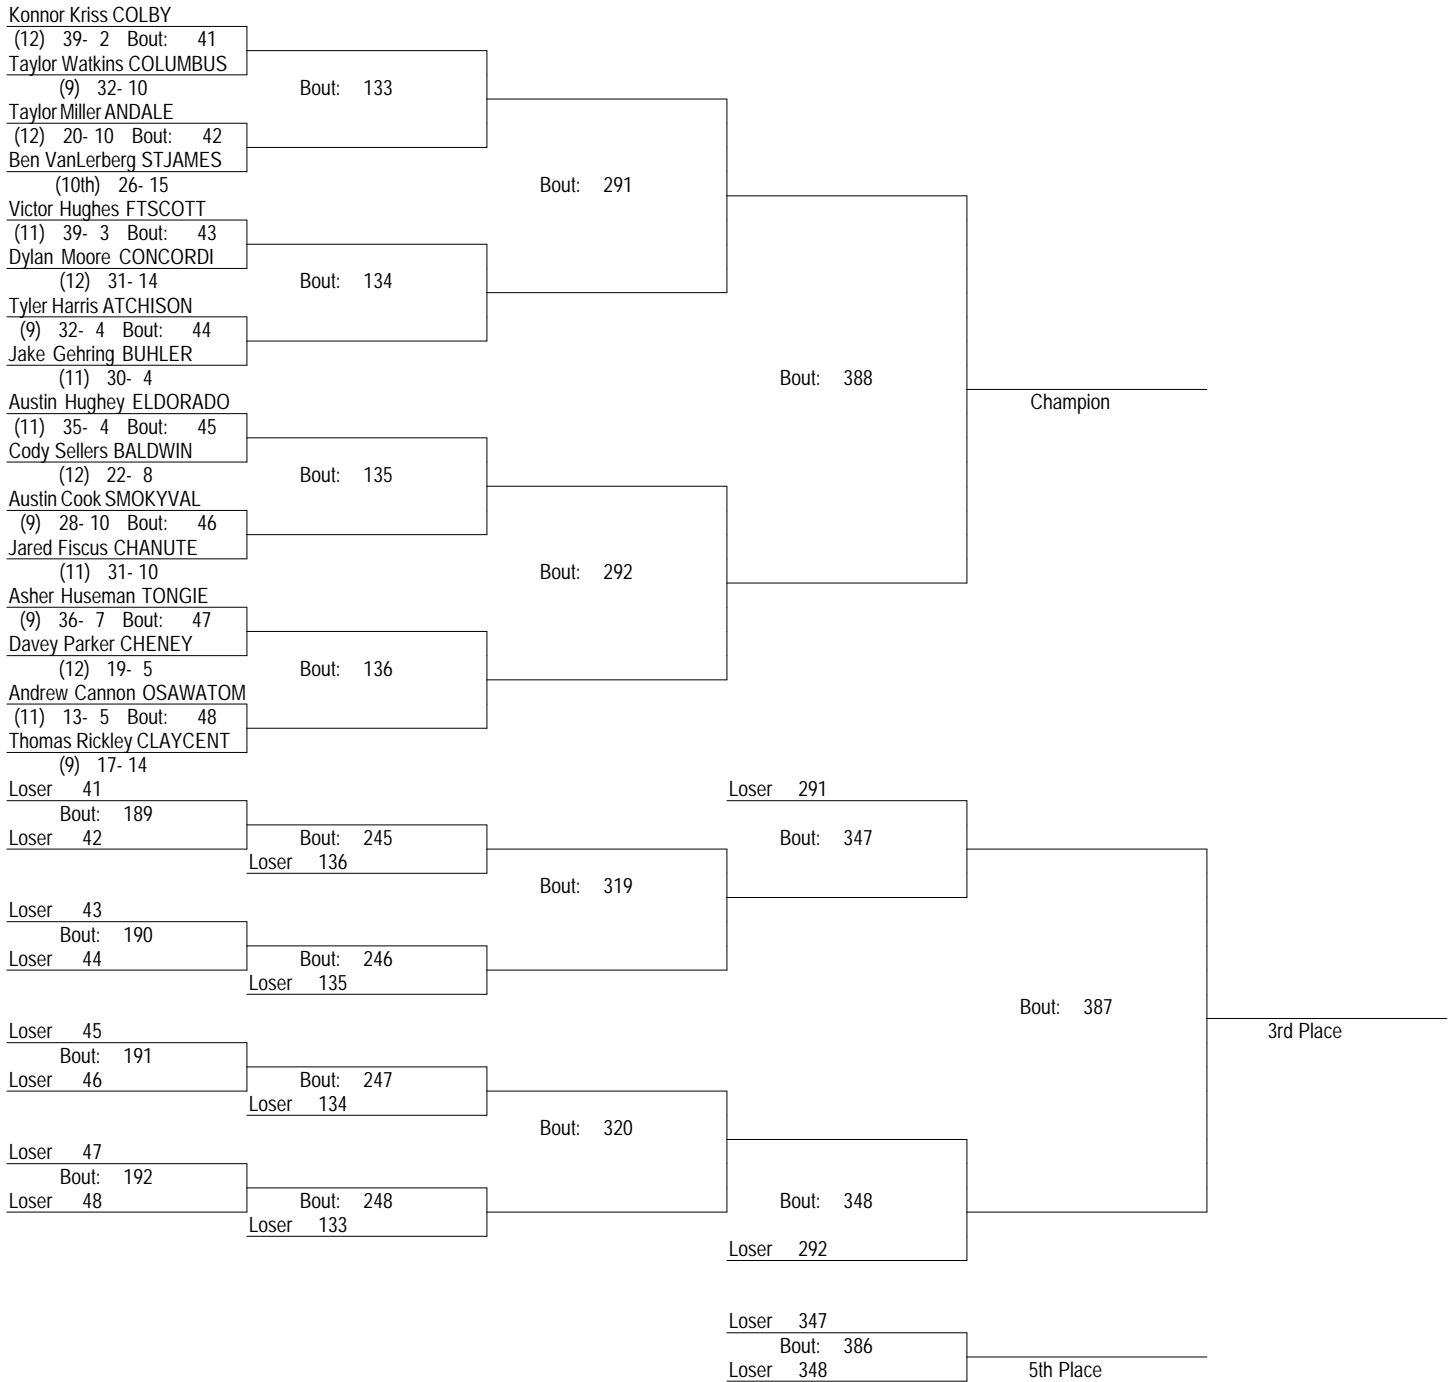 Konnor Kriss COLBY
(12) 39- 2 Bout: 41
Taylor Watkins COLUMBUS
(9) 32- 10
Bout: 133
Taylor Miller ANDALE
(12) 20- 10 Bout: 42
Ben VanLerberg STJAMES
(10th) 26- 15
Bout: 291
Victor Hughes FTSCOTT
(11) 39- 3 Bout: 43
Dylan Moore CONCORDI
(12) 31- 14
Bout: 134
Tyler Harris ATCHISON
(9) 32- 4 Bout: 44
Jake Gehring BUHLER
(11) 30- 4
Bout: 388
Champion
Austin Hughey ELDORADO
(11) 35- 4 Bout: 45
Cody Sellers BALDWIN
(12) 22- 8
Bout: 135
Austin Cook SMOKYVAL
(9) 28- 10 Bout: 46
Jared Fiscus CHANUTE
(11) 31- 10
Bout: 292
Asher Huseman TONGIE
(9) 36- 7 Bout: 47
Davey Parker CHENEY
(12) 19- 5
Bout: 136
Andrew Cannon OSAWATOM
(11) 13- 5 Bout: 48
Thomas Rickley CLAYCENT
(9) 17- 14
Loser 41
Bout: 189
Loser 42
Bout: 245
Loser 136
Bout: 319
Loser 291
Bout: 347
Loser 43
Bout: 190
Loser 44
Bout: 246
Loser 135
Bout: 387
3rd Place
Loser 45
Bout: 191
Loser 46
Bout: 247
Loser 134
Bout: 320
Loser 47
Bout: 192
Loser 48
Bout: 248
Loser 133
Bout: 348
Loser 292
Loser 347
Bout: 386
Loser 348
5th Place